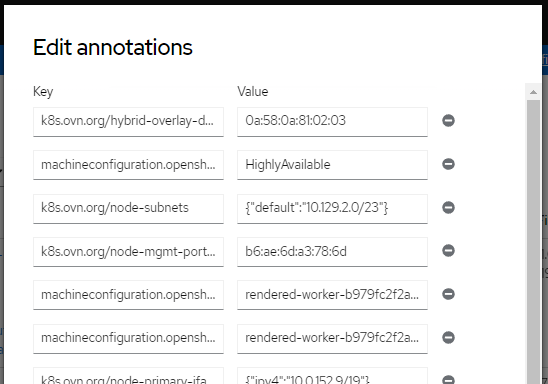 Edit annotations
Key Value
k8s.ovn.org/hybrid-overlay-d... 0a:58:0a:81:02:03
machineconfiguration.opensh... HighlyAvailable
k8s.ovn.org/node-subnets {"default":"10.129.2.0/23"}
k8s.ovn.org/node-mgmt-port... b6:ae:6d:a3:78:6d
machineconfiguration.opensh... rendered-worker-b979fc2f2a...
machineconfiguration.opensh... rendered-worker-b979fc2f2a...
k8s.ovn.org/node-primary-ifa... {"ipv4":"10.0.152.9/19"}